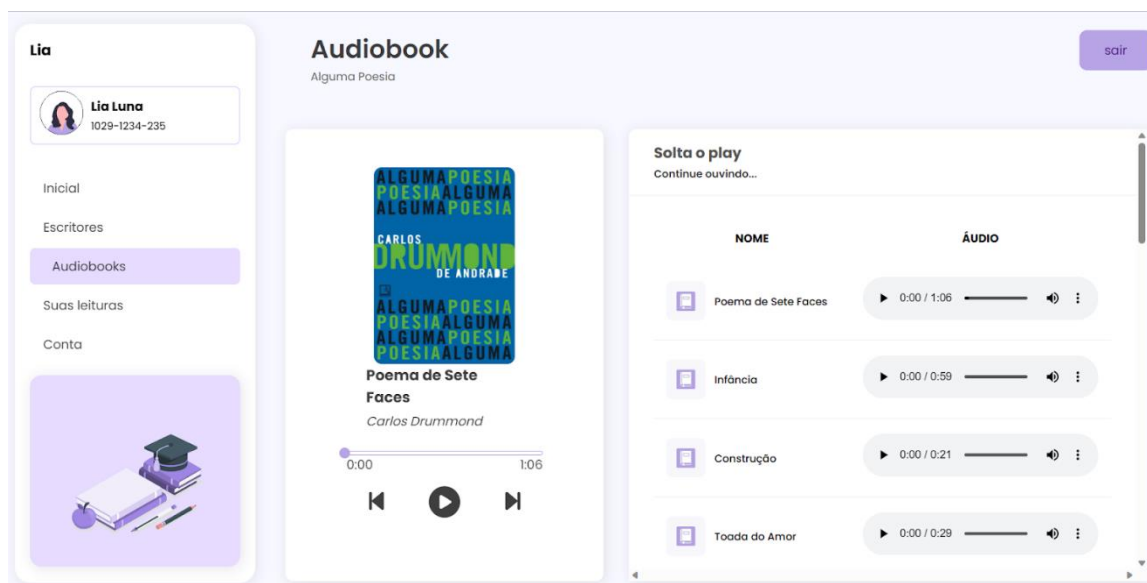 Lia
Lia Luna
1029-1234-235
Inicial
Escritores
Audiobooks
Suas leituras
Conta
Audiobook
Alguma Poesia
sair
ALGUMAPOESIA
POESIAALGUMA
ALGUMAPOESIA
CARLOS
DRUMMOND
DE ANDRADE
ALGUMAPOESIA
POESIAALGUMA
ALGUMAPOESIA
POESIAALGUMA
Poema de Sete
Faces
Carlos Drummond
0:00 1:06
Solta o play
Continue ouvindo...
NOME ÁUDIO
Poema de Sete Faces 0:00 / 1:06
Infância 0:00 / 0:59
Construção 0:00 / 0:21
Toada do Amor 0:00 / 0:29